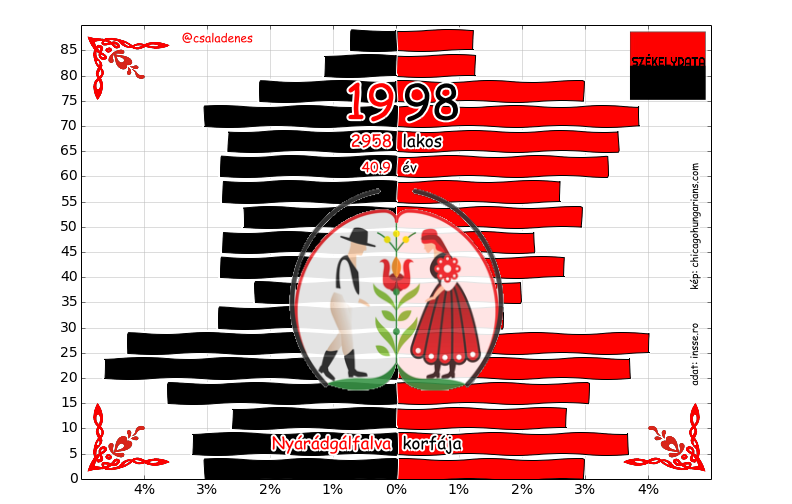 @csaladenes
SZÉKELYDATA
1998
2958 lakos
40.9 év
kép: chicagohungarians.com
adat: insse.ro
Nyárádgálfalva korfája
85
80
75
70
65
60
55
50
45
40
35
30
25
20
15
10
5
0
4% 3% 2% 1% 0% 1% 2% 3% 4%